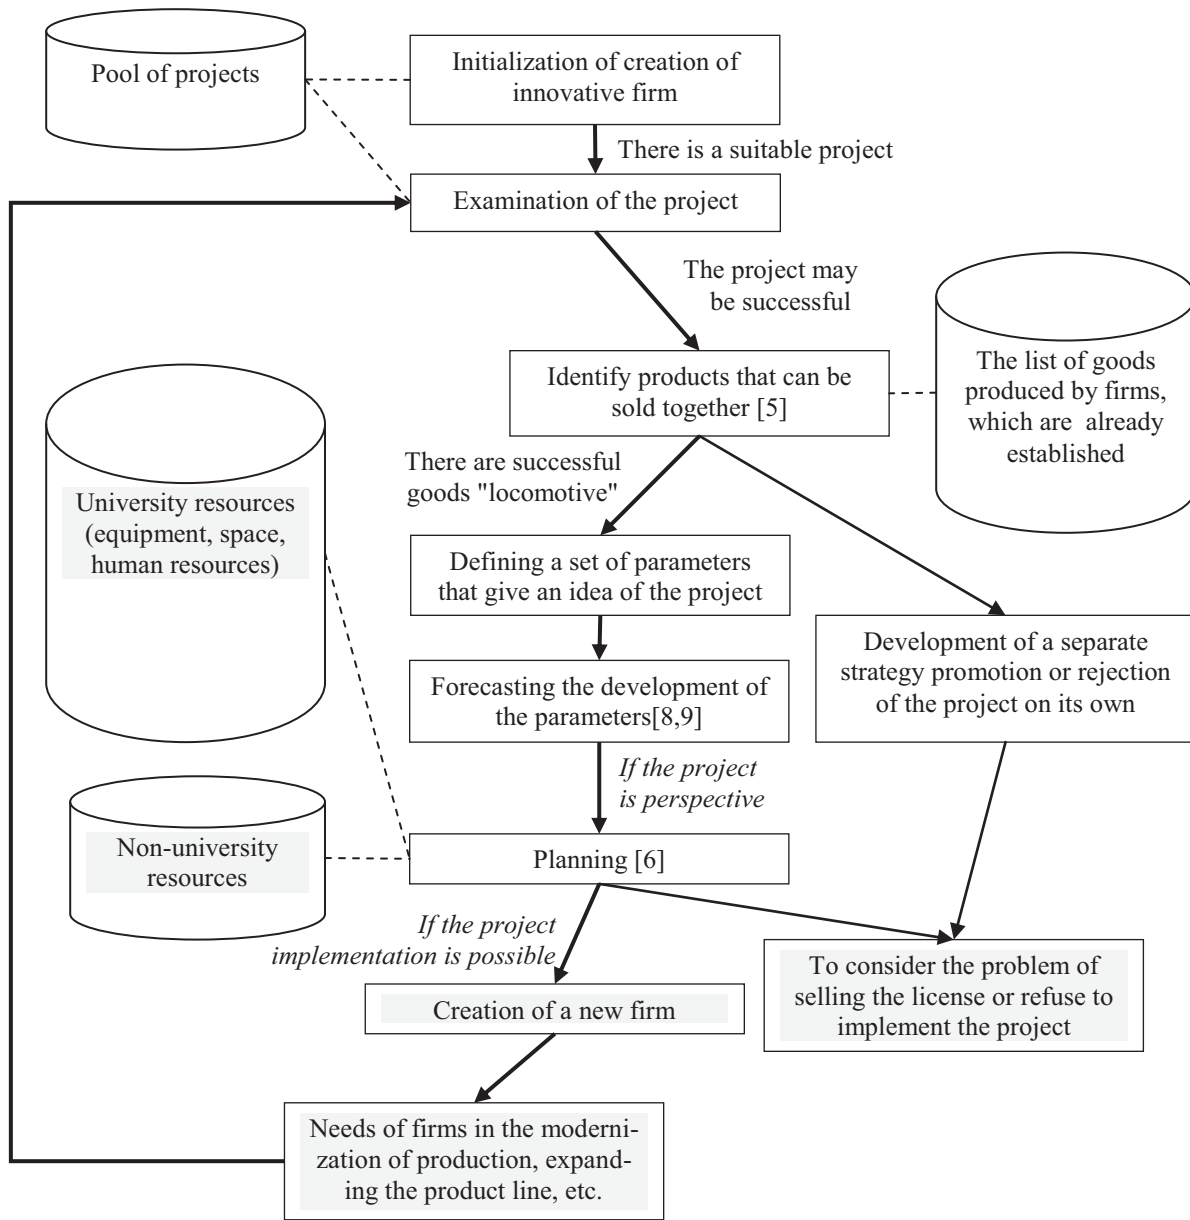 Pool of projects
Initialization of creation of
innovative firm
There is a suitable project
Examination of the project
The project may
be successful
Identify products that can be
sold together [5]
The list of goods
produced by firms,
which are already
established
There are successful
goods "locomotive"
University resources
(equipment, space,
human resources)
Defining a set of parameters
that give an idea of the project
Development of a separate
strategy promotion or rejection
of the project on its own
Forecasting the development of
the parameters[8,9]
If the project
is perspective
Non-university
resources
Planning [6]
If the project
implementation is possible
To consider the problem of
selling the license or refuse to
implement the project
Creation of a new firm
Needs of firms in the moderni-
zation of production, expand-
ing the product line, etc.